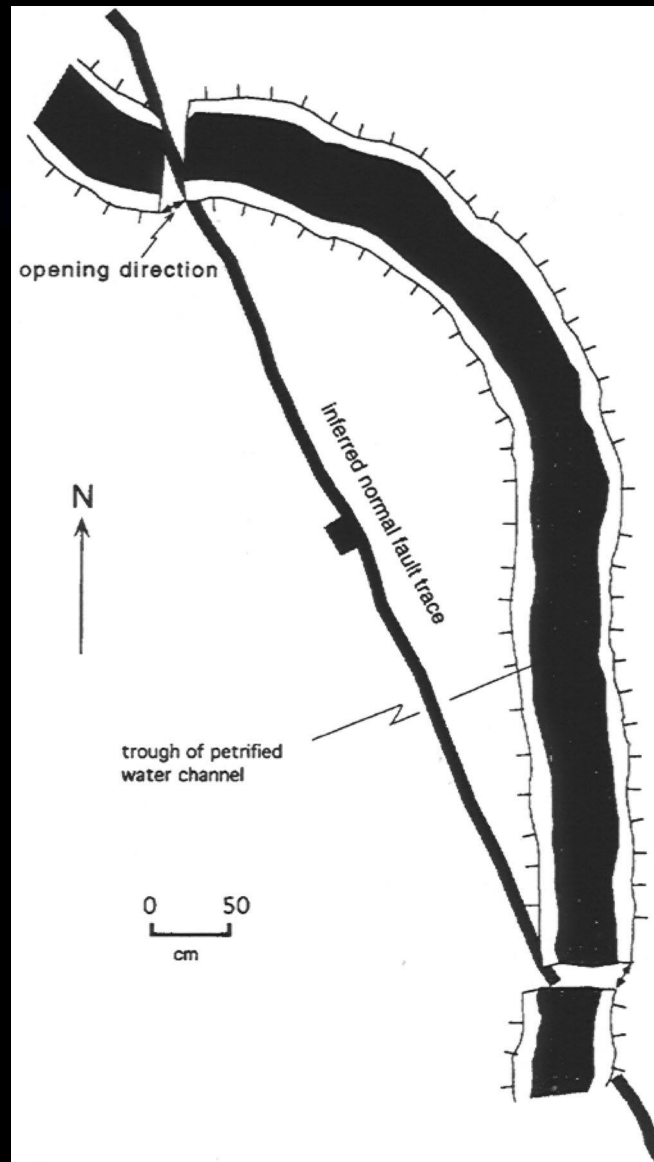 opening direction
inferred normal fault trace
N
trough of petrified
water channel
0 50
cm